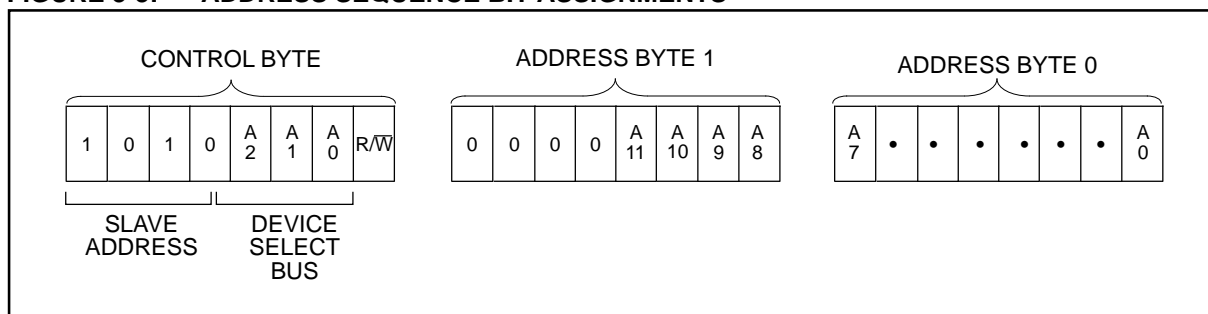 FIGURE 3-3: ADDRESS SEQUENCE BIT ASSIGNMENTS
CONTROL BYTE
ADDRESS BYTE 1
ADDRESS BYTE 0
1 0 1 0 A2 A1 A0 R/W̅
0 0 0 0 A11 A10 A9 A8
A7 • • • • • • A0
SLAVE ADDRESS
DEVICE SELECT BUS